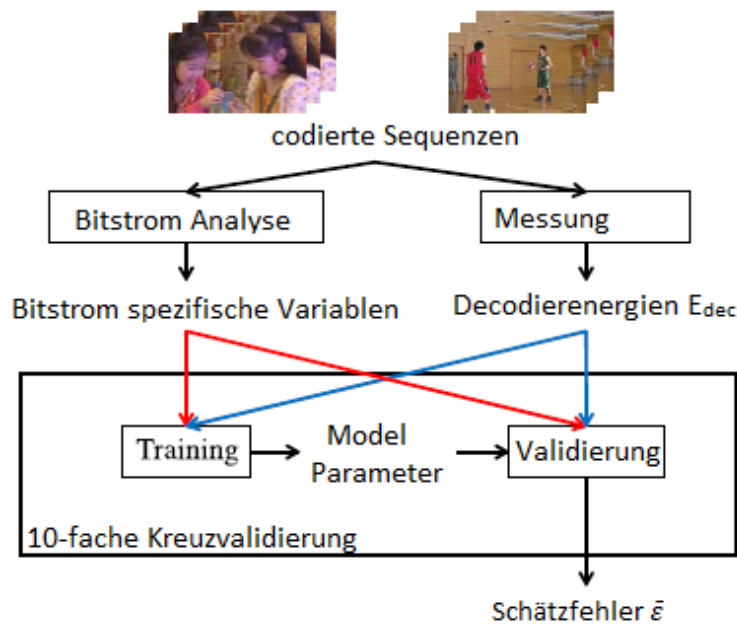 codierte Sequenzen
Bitstrom Analyse
Messung
Bitstrom spezifische Variablen
Decodierenergien Edec
Training
Model
Parameter
Validierung
10-fache Kreuzvalidierung
Schätzfehler ε̄